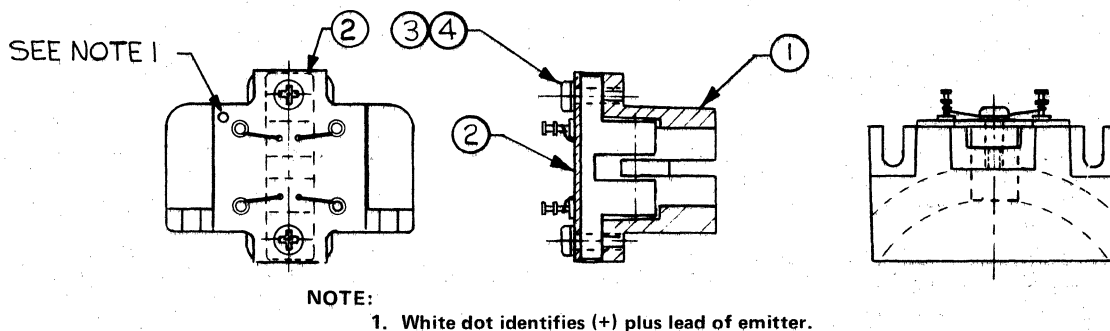 2
3 4
1
SEE NOTE 1
2
NOTE:
1. White dot identifies (+) plus lead of emitter.